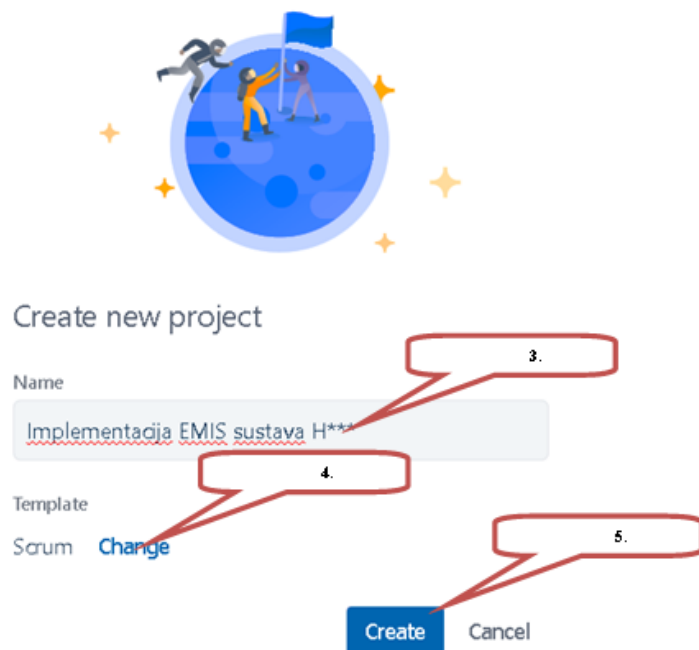 Create new project
3.
Name
Implementacija EMIS sustava H***
4.
Template
Scrum Change
5.
Create Cancel